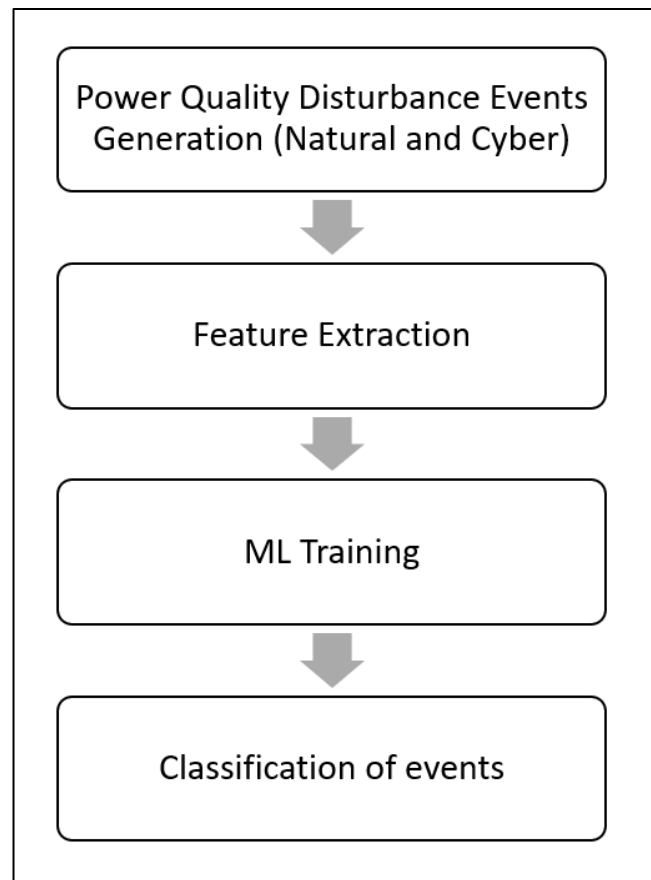 Power Quality Disturbance Events
Generation (Natural and Cyber)
Feature Extraction
ML Training
Classification of events